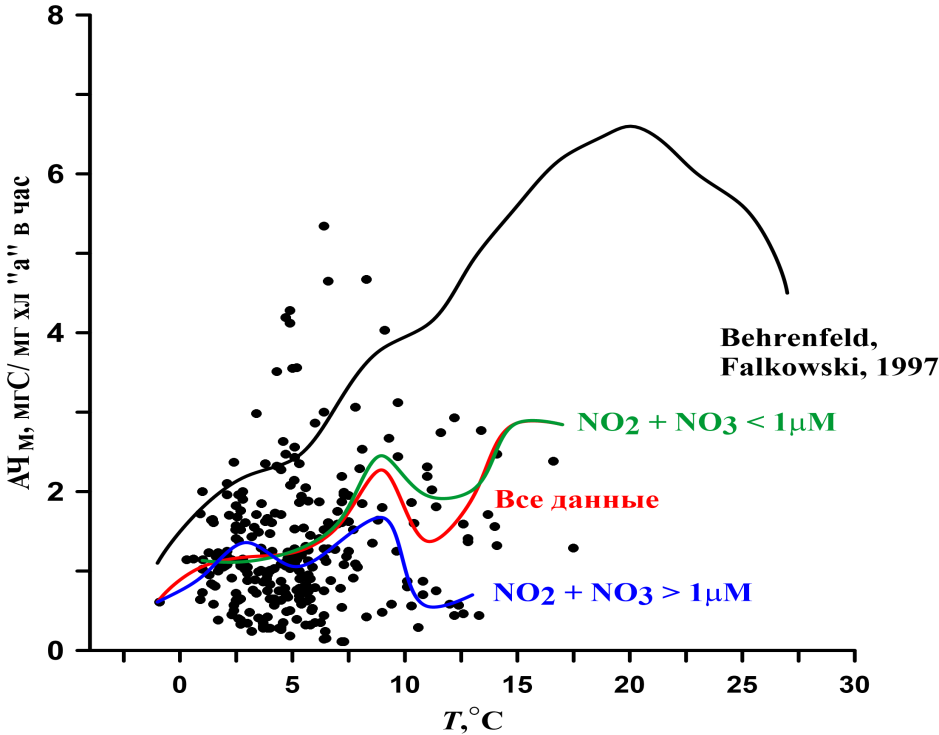 8
6
4
2
0
АЧM, мгС/ мг хл "а" в час
Behrenfeld,
Falkowski, 1997
NO2 + NO3 < 1μM
Все данные
NO2 + NO3 > 1μM
0 5 10 15 20 25 30
T,°C